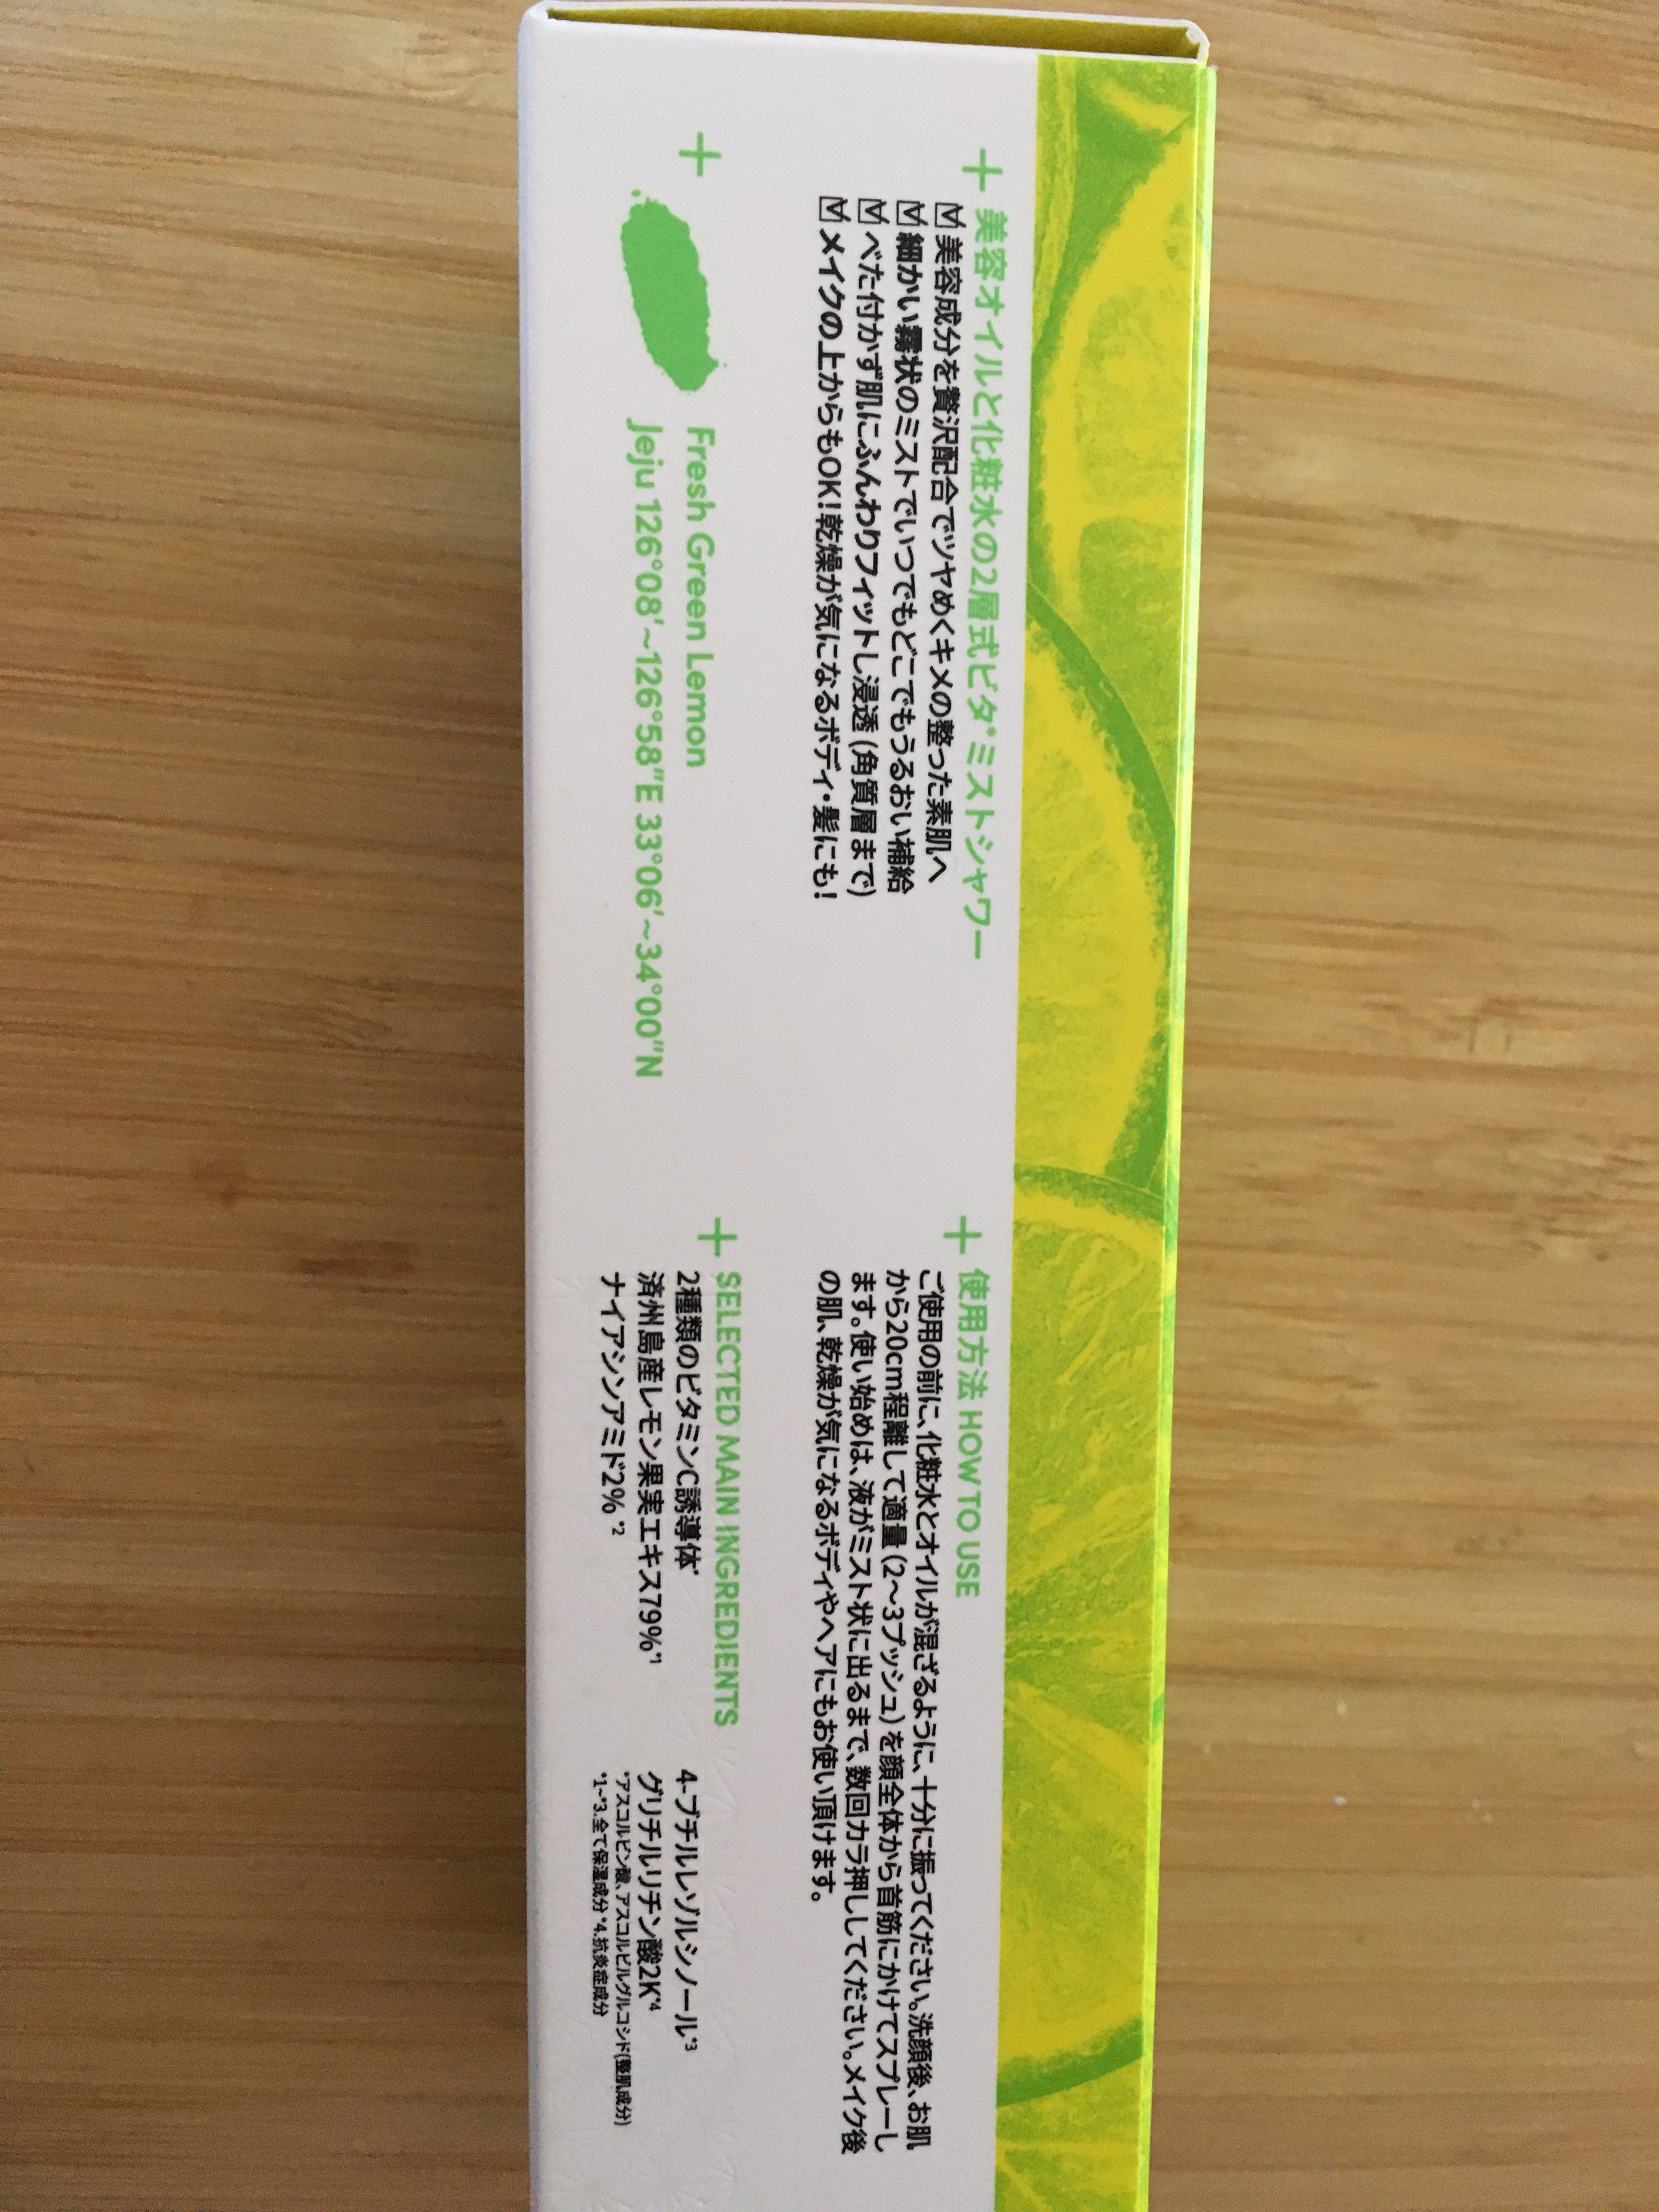 美容オイルと化粧水の2層式ビタ*ミストシャワー
美容成分を贅沢配合でツヤめくキメの整った素肌へ
細かい霧状のミストでいつでもどこでもうるおい補給
べた付かず肌にふんわりフィットし浸透 (角質層まで)
メイクの上からもOK!乾燥が気になるボディ・髪にも!
Fresh Green Lemon
Jeju 126°08′~126°58″E 33°06′~34°00″N
使用方法 HOW TO USE
ご使用の前に、化粧水とオイルが混ざるように、十分に振ってください。洗顔後、お肌
から20cm程離して適量 (2〜3プッシュ) を顔全体から首筋にかけてスプレーし
ます。使い始めは、液がミスト状に出るまで、数回カラ押ししてください。メイク後
の肌、乾燥が気になるボディやヘアにもお使い頂けます。
SELECTED MAIN INGREDIENTS
2種類のビタミンC誘導体*
済州島産レモン果実エキス79%*1
ナイアシンアミド2% *2
4-ブチルレゾルシノール*3
グリチルリチン酸2K*4
*アスコルビン酸、アスコルビルグルコシド(整肌成分)
*1~*3.全て保湿成分 *4.抗炎症成分